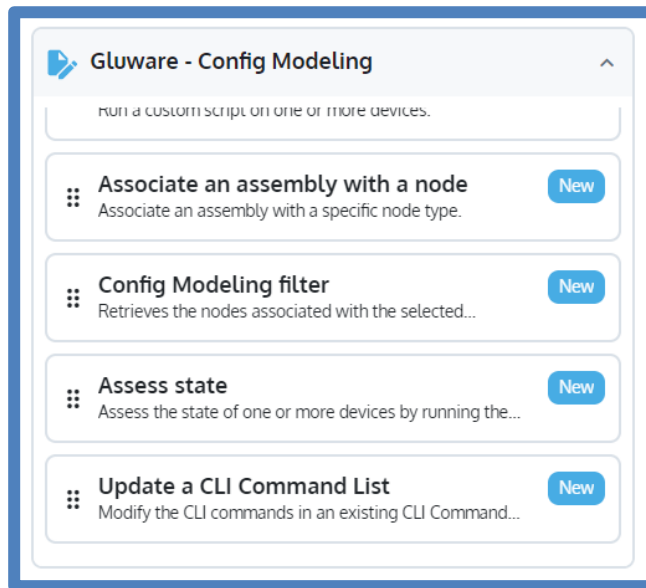 Gluware - Config Modeling
Run a custom script on one or more devices.
Associate an assembly with a node
New
Associate an assembly with a specific node type.
Config Modeling filter
New
Retrieves the nodes associated with the selected...
Assess state
New
Assess the state of one or more devices by running the...
Update a CLI Command List
New
Modify the CLI commands in an existing CLI Command...